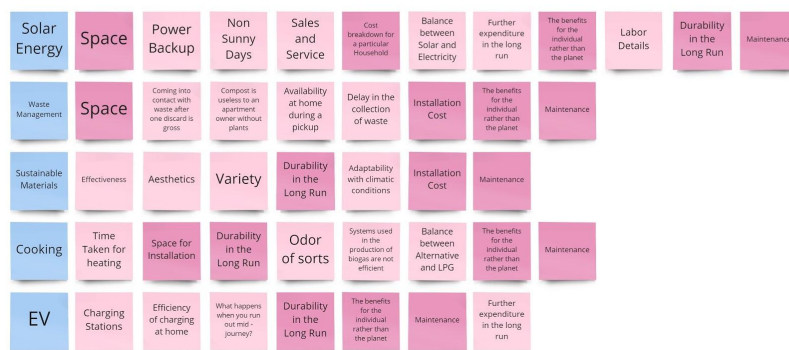 Solar
Energy
Space
Power
Backup
Non
Sunny
Days
Sales
and
Service
Cost
breakdown for
a particular
Household
Balance
between
Solar and
Electricity
Further
expenditure
in the long
run
The benefits
for the
individual
rather than
the planet
Labor
Details
Durability
in the
Long Run
Maintenance
Waste
Management
Space
Coming into
contact with
waste after
one discard is
gross
Compost is
useless to an
apartment
owner without
plants
Availability
at home
during a
pickup
Delay in the
collection
of waste
Installation
Cost
The benefits
for the
individual
rather than
the planet
Maintenance
Sustainable
Materials
Effectiveness
Aesthetics
Variety
Durability
in the
Long Run
Adaptability
with climatic
conditions
Installation
Cost
Maintenance
Cooking
Time
Taken for
heating
Space for
Installation
Durability
in the
Long Run
Odor
of sorts
Systems used
in the
production of
biogas are not
efficient
Balance
between
Alternative
and LPG
The benefits
for the
individual
rather than
the planet
Maintenance
EV
Charging
Stations
Efficiency
of charging
at home
What happens
when you run
out mid -
journey?
Durability
in the
Long Run
The benefits
for the
individual
rather than
the planet
Maintenance
Further
expenditure
in the long
run